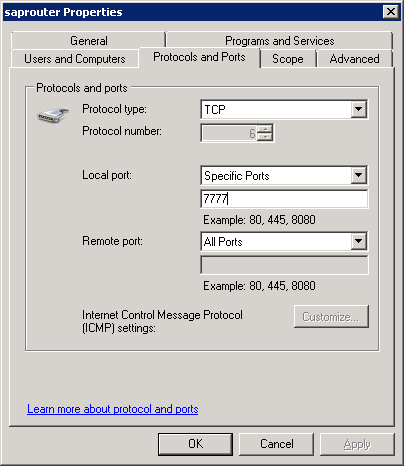 saprouter Properties
General
Programs and Services
Users and Computers
Protocols and Ports
Scope
Advanced
Protocols and ports
Protocol type:
TCP
Protocol number:
6
Local port:
Specific Ports
7777
Example: 80, 445, 8080
Remote port:
All Ports
Example: 80, 445, 8080
Internet Control Message Protocol
(ICMP) settings:
Customize...
Learn more about protocol and ports
OK
Cancel
Apply